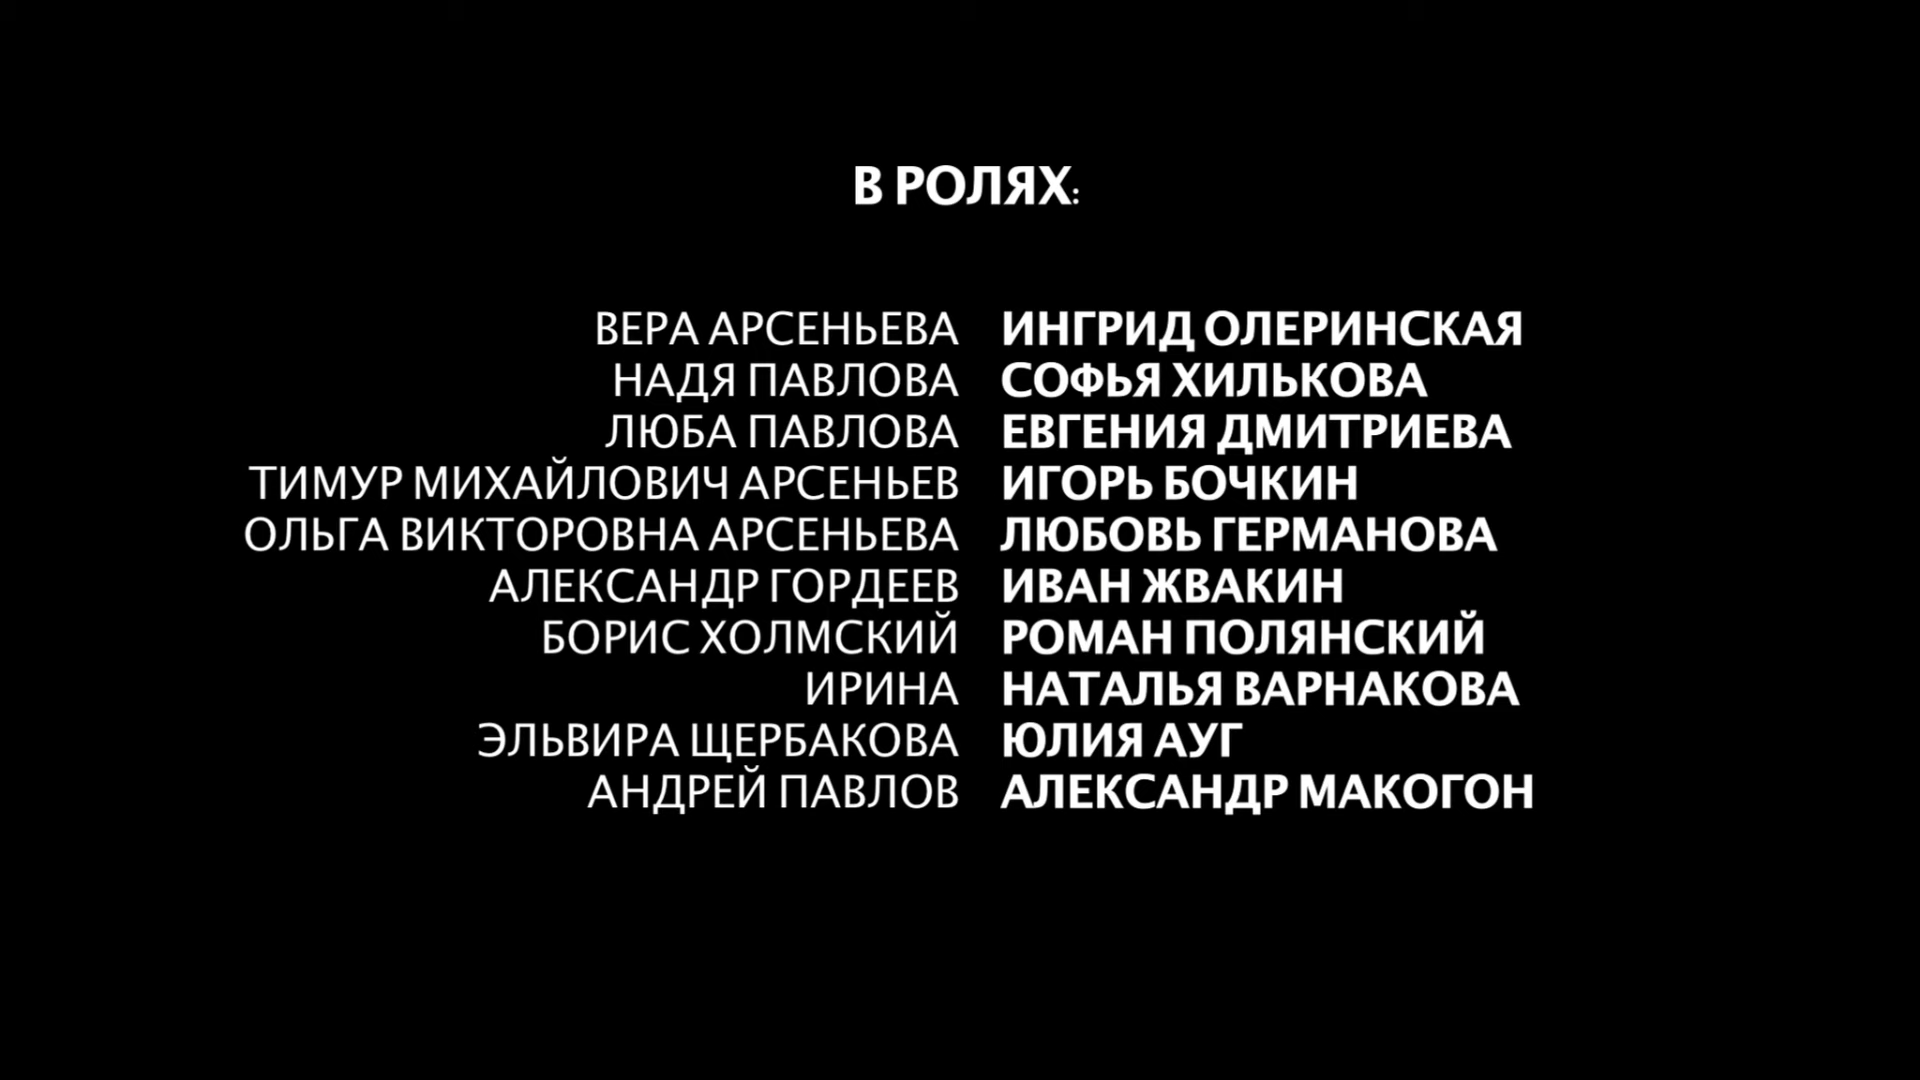 В РОЛЯХ:
ВЕРА АРСЕНЬЕВА ИНГРИД ОЛЕРИНСКАЯ
НАДЯ ПАВЛОВА СОФЬЯ ХИЛЬКОВА
ЛЮБА ПАВЛОВА ЕВГЕНИЯ ДМИТРИЕВА
ТИМУР МИХАЙЛОВИЧ АРСЕНЬЕВ ИГОРЬ БОЧКИН
ОЛЬГА ВИКТОРОВНА АРСЕНЬЕВА ЛЮБОВЬ ГЕРМАНОВА
АЛЕКСАНДР ГОРДЕЕВ ИВАН ЖВАКИН
БОРИС ХОЛМСКИЙ РОМАН ПОЛЯНСКИЙ
ИРИНА НАТАЛЬЯ ВАРНАКОВА
ЭЛЬВИРА ЩЕРБАКОВА ЮЛИЯ АУГ
АНДРЕЙ ПАВЛОВ АЛЕКСАНДР МАКОГОН